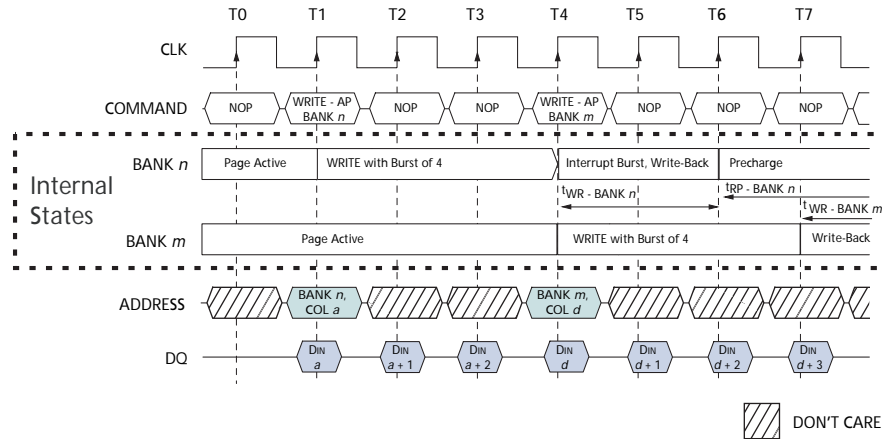 T0 T1 T2 T3 T4 T5 T6 T7
CLK
COMMAND NOP WRITE - AP BANK n NOP NOP WRITE - AP BANK m NOP NOP NOP
Internal States
BANK n Page Active WRITE with Burst of 4 Interrupt Burst, Write-Back Precharge
tWR - BANK n tRP - BANK n
tWR - BANK m
BANK m Page Active WRITE with Burst of 4 Write-Back
ADDRESS BANK n, COL a BANK m, COL d
DQ DIN a DIN a + 1 DIN a + 2 DIN d DIN d + 1 DIN d + 2 DIN d + 3
DON'T CARE